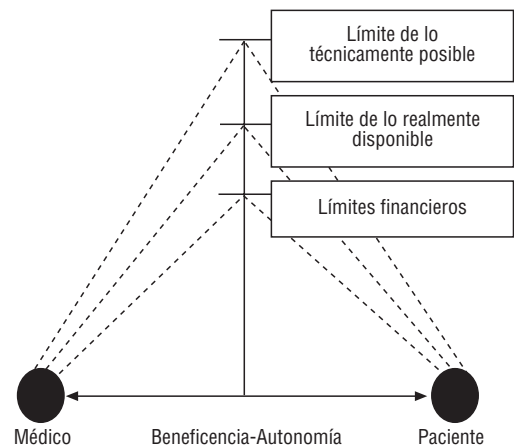 Límite de lo
técnicamente posible
Límite de lo realmente
disponible
Límites financieros
Médico
Beneficencia-Autonomía
Paciente